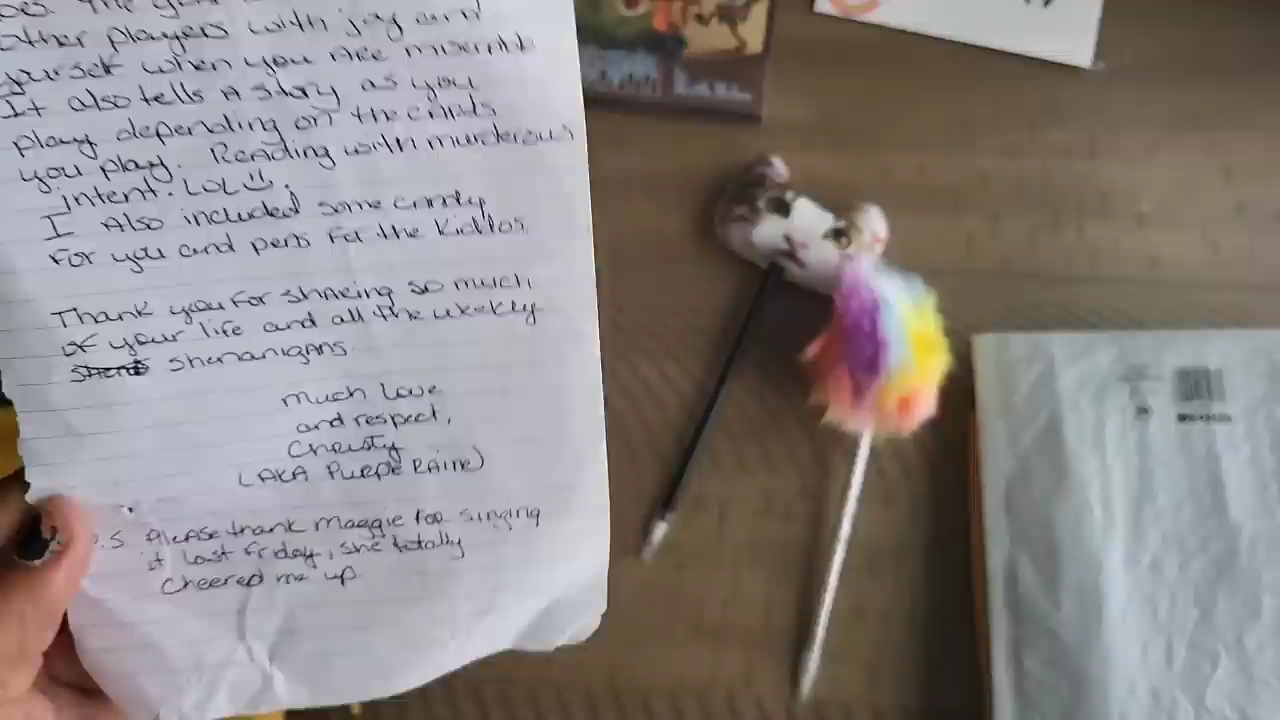 other players with joy and
yourself when you are miserable
It also tells A story as you
play depending on the cards
you play. Reading with murderous
intent. LOL
I Also included some candy
For you and pens for the Kiddos.
Thank you For sharing so much
of your life and all the weekly
shenanigans
much love
and respect,
Christy
(AKA Purple Rain)
P.S Please thank Maggie for singing
it last friday, she totally
cheered me up